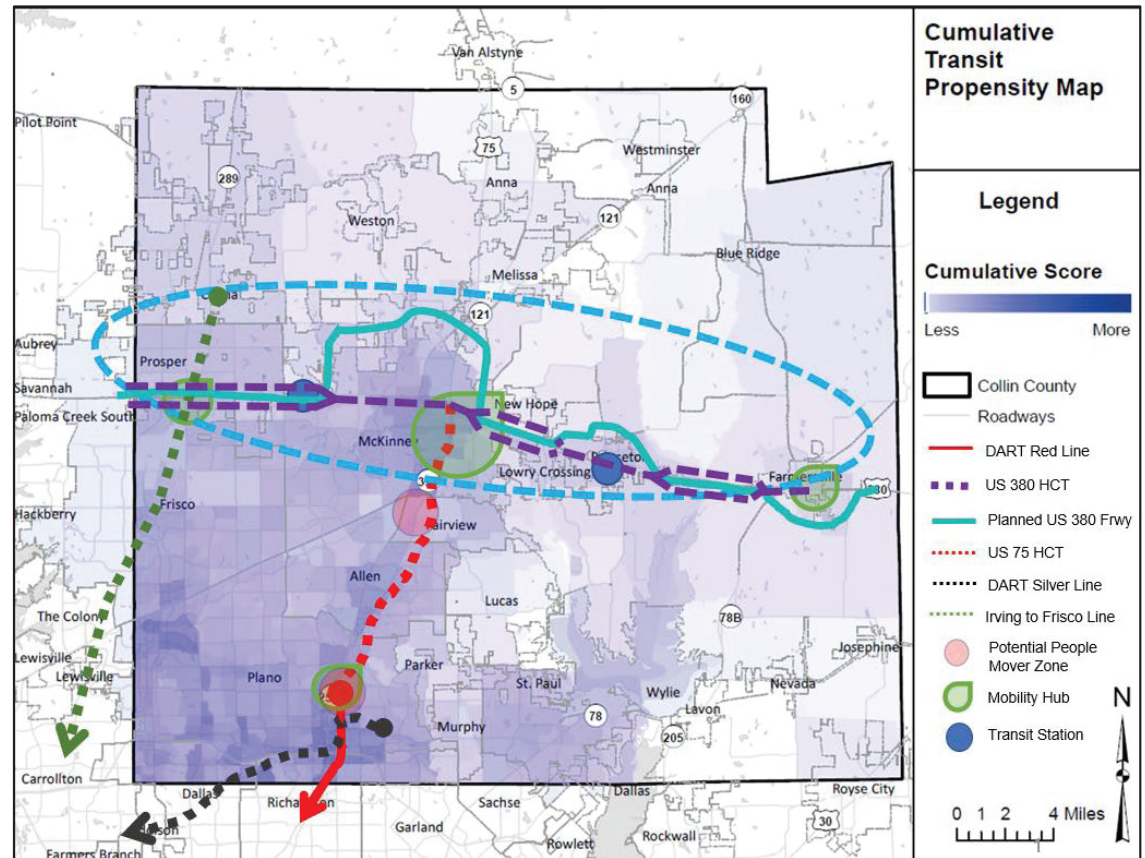 Cumulative
Transit
Propensity Map
Legend
Cumulative Score
Less More
Collin County
Roadways
DART Red Line
US 380 HCT
Planned US 380 Frwy
US 75 HCT
DART Silver Line
Irving to Frisco Line
Potential People
Mover Zone
Mobility Hub
Transit Station
N
0 1 2 4 Miles
Van Alstyne
5
160
Pilot Point
75
Westminster
289
Anna
Anna
121
Weston
Blue Ridge
Melissa
121
Aubrey
Prosper
Savannah
Paloma Creek South
New Hope
McKinney
Lowry Crossing
Farmersville
Frisco
Hackberry
Fairview
Allen
Lucas
The Colony
78B
Josephine
Lewisville
Parker
Lewisville
Plano
St. Paul
Wylie
Nevada
Lavon
Murphy
78
205
Carrollton
Dallas
Dallas
Royse City
Sachse
Garland
30
Rockwall
Rowlett
Farmers Branch